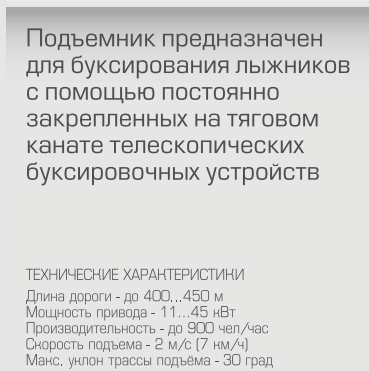 Подъемник предназначен
для буксирования лыжников
с помощью постоянно
закрепленных на тяговом
канате телескопических
буксировочных устройств
ТЕХНИЧЕСКИЕ ХАРАКТЕРИСТИКИ
Длина дороги - до 400...450 м
Мощность привода - 11...45 кВт
Производительность - до 900 чел/час
Скорость подъема - 2 м/с (7 км/ч)
Макс. уклон трассы подъёма - 30 град